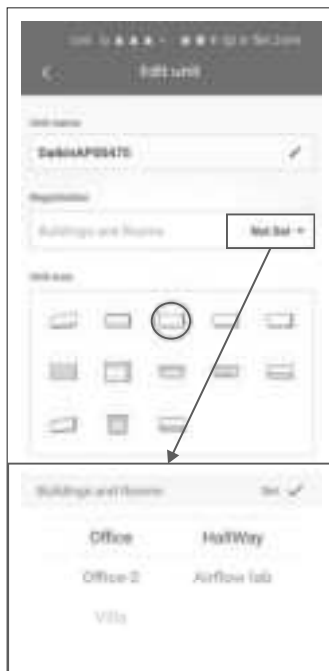 Edit unit
Unit name
DaikinAP00470
Registration
Buildings and Rooms Not Set
Unit icon
Buildings and Rooms Set
Office HallWay
Office 2 Airflow lab
Villa